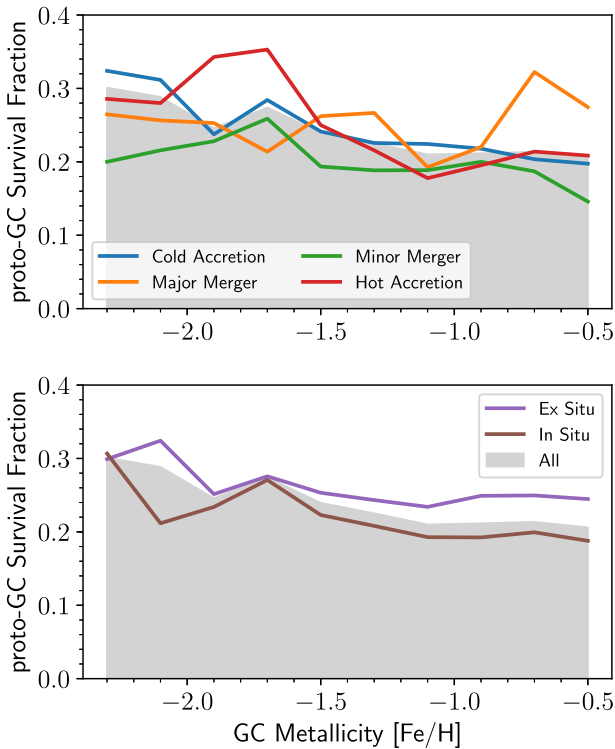 0.4
0.3
0.2
0.1
0.0
proto-GC Survival Fraction
Cold Accretion
Major Merger
Minor Merger
Hot Accretion
−2.0
−1.5
−1.0
−0.5
0.4
0.3
0.2
0.1
0.0
proto-GC Survival Fraction
Ex Situ
In Situ
All
−2.0
−1.5
−1.0
−0.5
GC Metallicity [Fe/H]